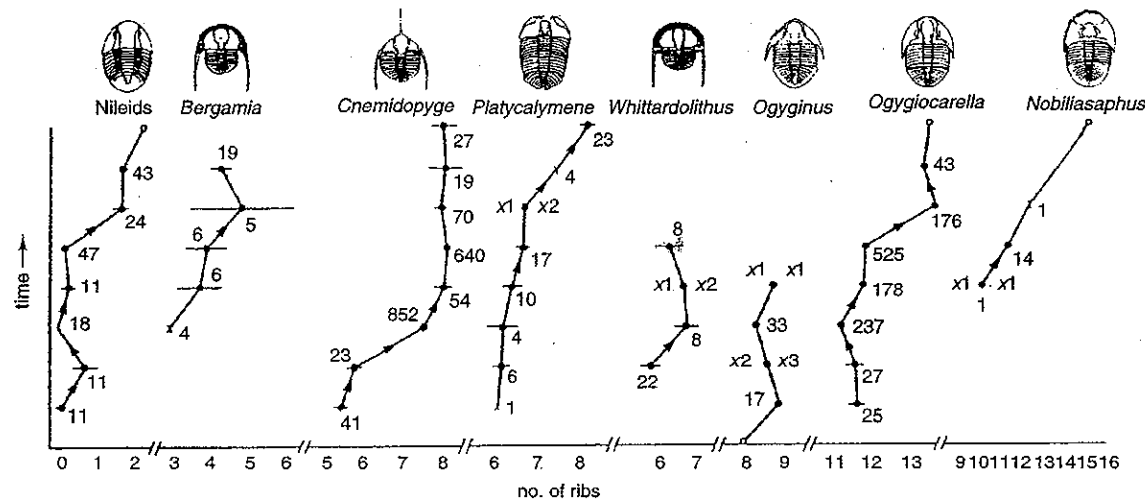 Nileids Bergamia Cnemidopyge Platycalymene Whittardolithus Ogyginus Ogygiocarella Nobiliasaphus
27 23
19
43 19 4 43
24 5 70 x1 x2 176 1
47 6 640 17 8 525 14
11 6 54 10 x1 x2 x1 x1 178 x1 x1
1
18 4 852 4 8 33 237
11 23 6 22 x2 x3 27
11 41 1 17 25
time
0 1 2 3 4 5 6 5 6 7 8 6 7 8 6 7 8 9 11 12 13 9 10 11 12 13 14 15 16
no. of ribs